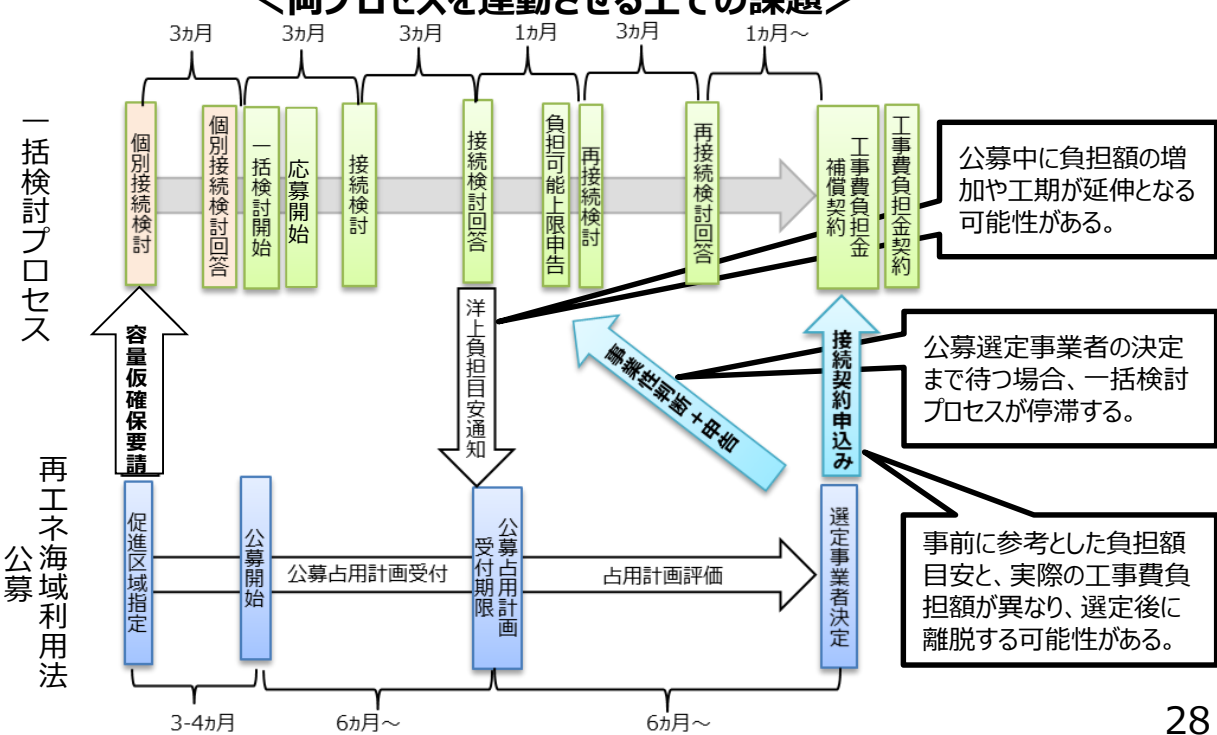 ＜両プロセスを連動させる上での課題＞
3ヵ月
3ヵ月
3ヵ月
1ヵ月
3ヵ月
1ヵ月～
一括検討プロセス
個別接続検討
個別接続検討回答
一括検討開始
応募開始
接続検討
接続検討回答
負担可能上限申告
再接続検討
再接続検討回答
工事費負担金
補償契約
工事費負担金契約
公募中に負担額の増
加や工期が延伸となる
可能性がある。
容量仮確保要請
洋上負担目安通知
事業性判断＋申告
接続契約申込み
公募選定事業者の決定
まで待つ場合、一括検討
プロセスが停滞する。
再エネ海域利用法
公募
促進区域指定
公募開始
公募占用計画受付
公募占用計画
受付期限
占用計画評価
選定事業者決定
事前に参考とした負担額
目安と、実際の工事費負
担額が異なり、選定後に
離脱する可能性がある。
3-4ヵ月
6ヵ月～
6ヵ月～
28